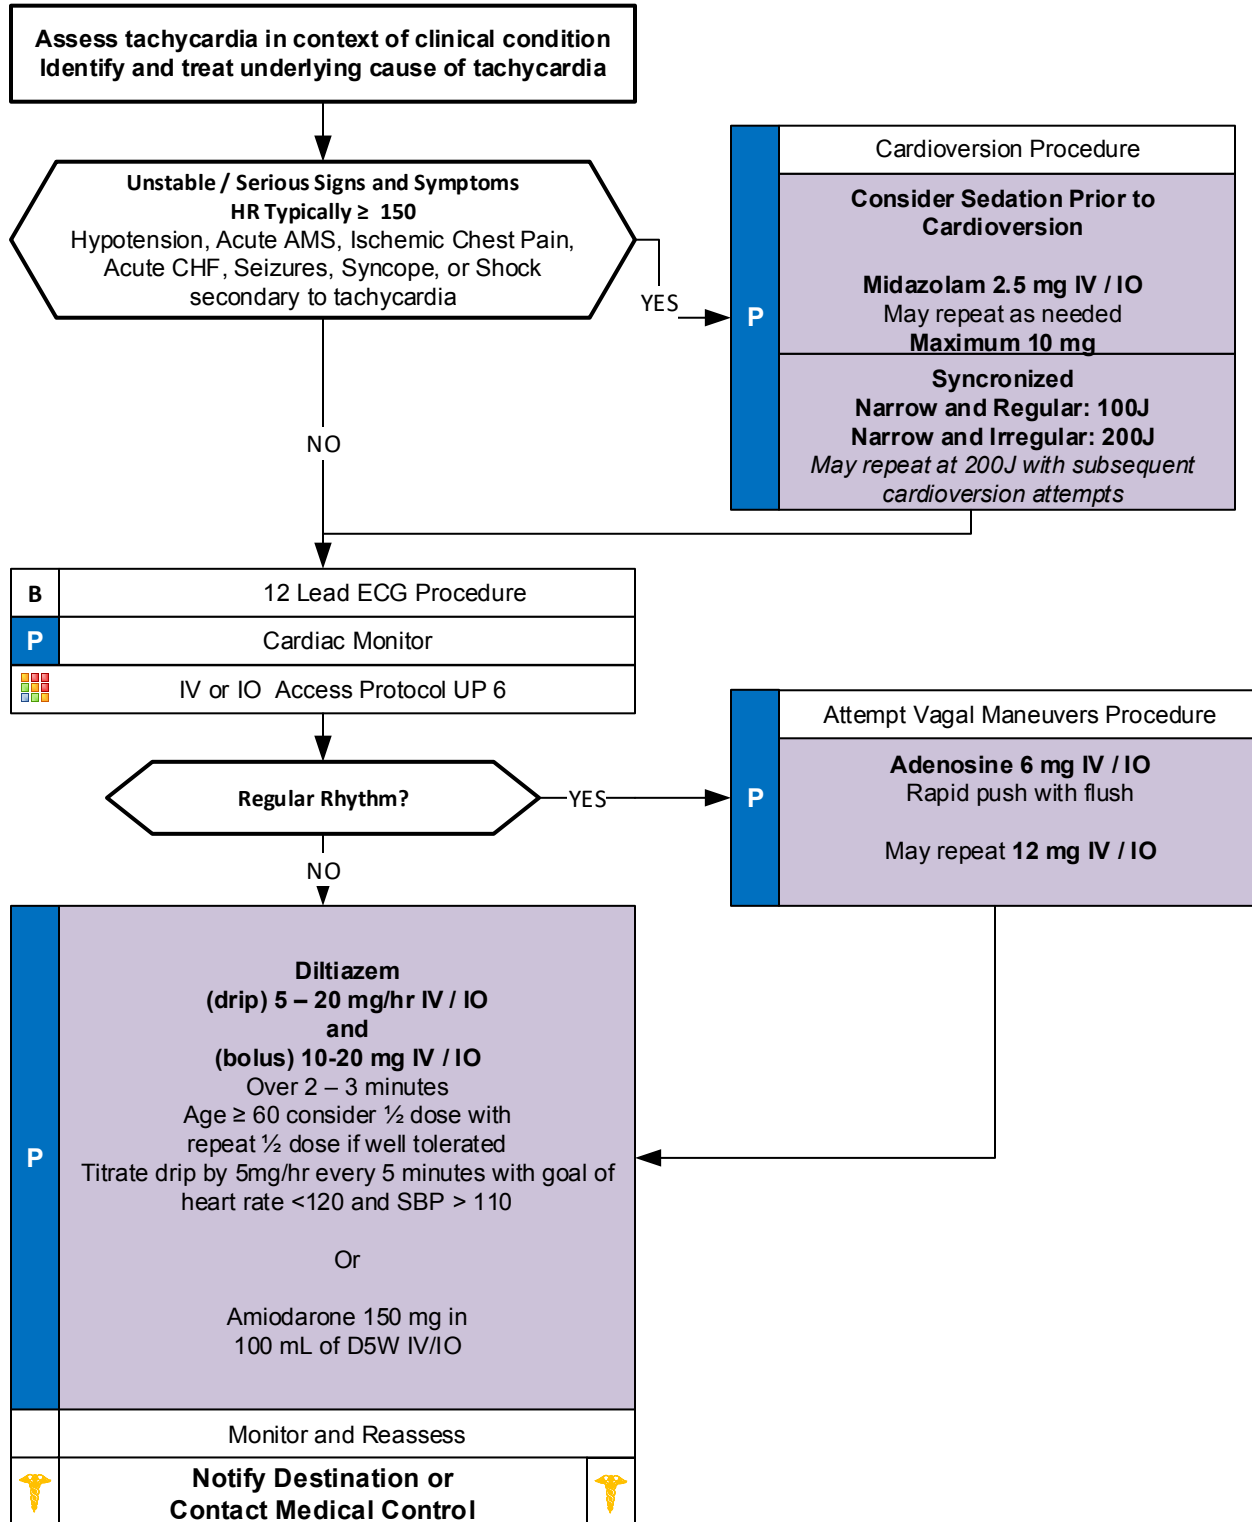 Assess tachycardia in context of clinical condition
Identify and treat underlying cause of tachycardia
Unstable / Serious Signs and Symptoms
HR Typically ≥ 150
Hypotension, Acute AMS, Ischemic Chest Pain,
Acute CHF, Seizures, Syncope, or Shock
secondary to tachycardia
YES
P
Cardioversion Procedure
Consider Sedation Prior to
Cardioversion
Midazolam 2.5 mg IV / IO
May repeat as needed
Maximum 10 mg
Syncronized
Narrow and Regular: 100J
Narrow and Irregular: 200J
May repeat at 200J with subsequent
cardioversion attempts
NO
B
12 Lead ECG Procedure
P
Cardiac Monitor
IV or IO Access Protocol UP 6
Regular Rhythm?
YES
P
Attempt Vagal Maneuvers Procedure
Adenosine 6 mg IV / IO
Rapid push with flush
May repeat 12 mg IV / IO
NO
P
Diltiazem
(drip) 5 – 20 mg/hr IV / IO
and
(bolus) 10-20 mg IV / IO
Over 2 – 3 minutes
Age ≥ 60 consider ½ dose with
repeat ½ dose if well tolerated
Titrate drip by 5mg/hr every 5 minutes with goal of
heart rate <120 and SBP > 110
Or
Amiodarone 150 mg in
100 mL of D5W IV/IO
Monitor and Reassess
Notify Destination or
Contact Medical Control